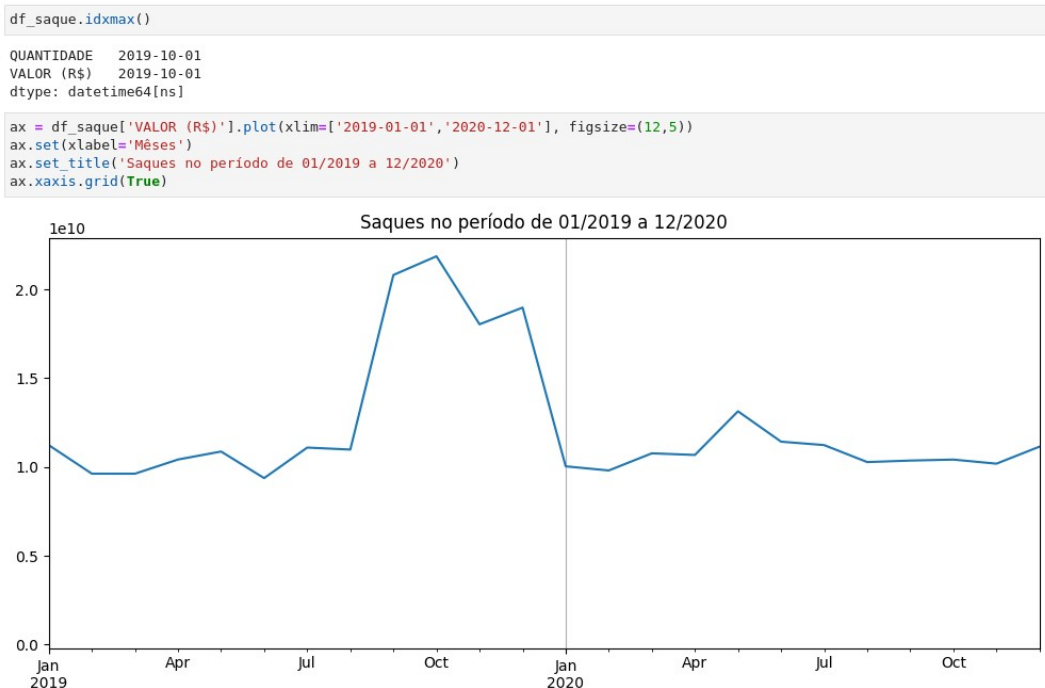 df_saque.idxmax()
QUANTIDADE   2019-10-01
VALOR (R$)   2019-10-01
dtype: datetime64[ns]
ax = df_saque['VALOR (R$)'].plot(xlim=['2019-01-01','2020-12-01'], figsize=(12,5))
ax.set(xlabel='Mêses')
ax.set_title('Saques no período de 01/2019 a 12/2020')
ax.xaxis.grid(True)
Saques no período de 01/2019 a 12/2020
1e10
2.0
1.5
1.0
0.5
0.0
Jan Apr Jul Oct Jan Apr Jul Oct
2019 2020